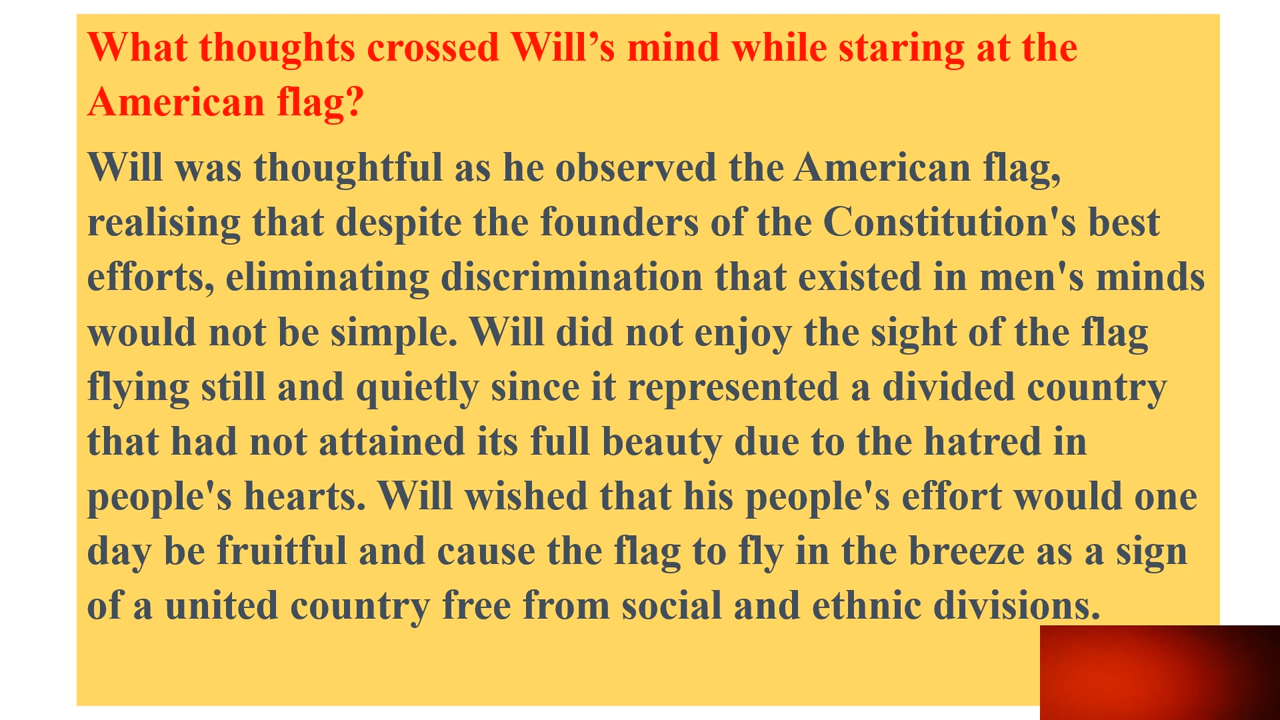 What thoughts crossed Will’s mind while staring at the
American flag?
Will was thoughtful as he observed the American flag,
realising that despite the founders of the Constitution's best
efforts, eliminating discrimination that existed in men's minds
would not be simple. Will did not enjoy the sight of the flag
flying still and quietly since it represented a divided country
that had not attained its full beauty due to the hatred in
people's hearts. Will wished that his people's effort would one
day be fruitful and cause the flag to fly in the breeze as a sign
of a united country free from social and ethnic divisions.